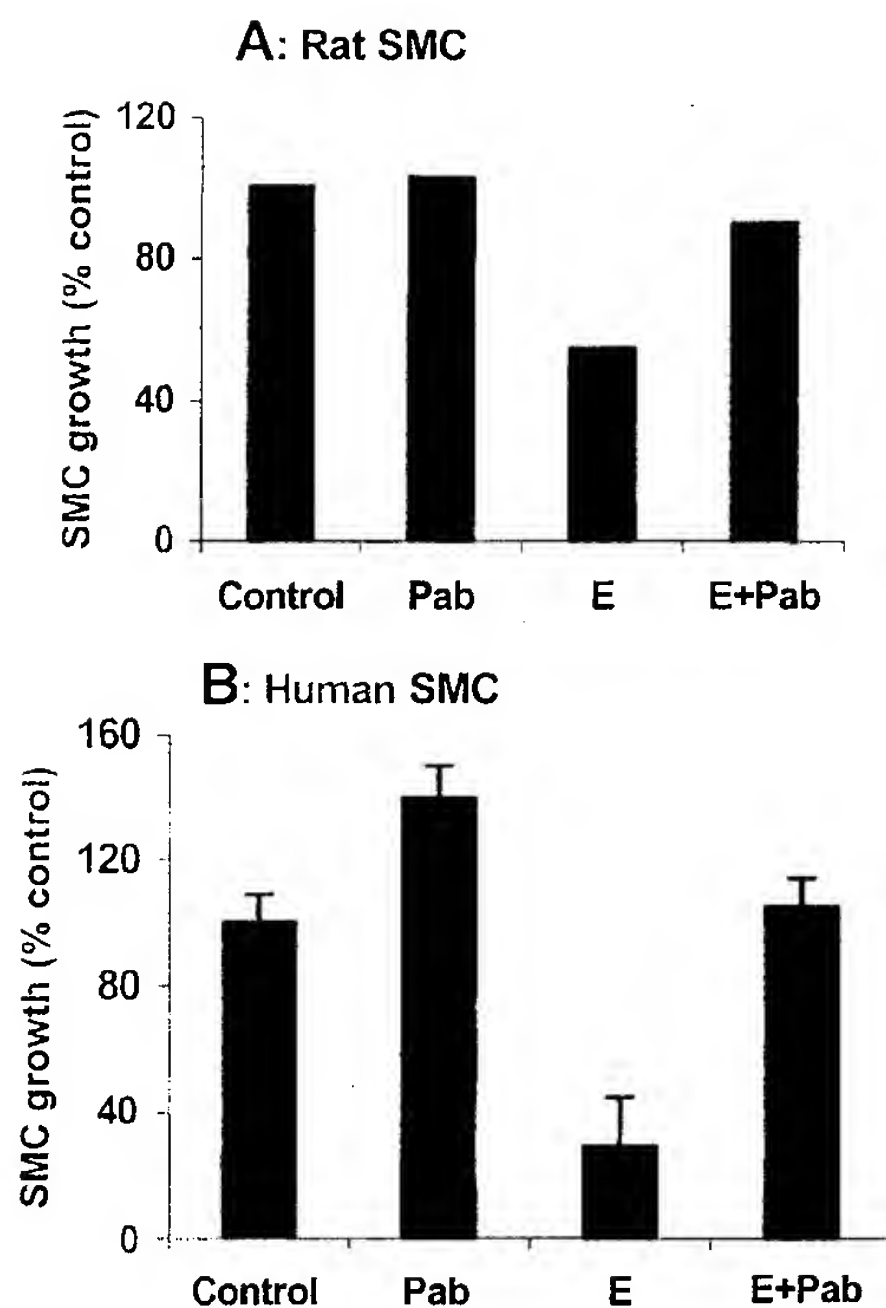 A: Rat SMC
SMC growth (% control)
120
80
40
0
Control Pab E E+Pab
B: Human SMC
SMC growth (% control)
160
120
80
40
0
Control Pab E E+Pab